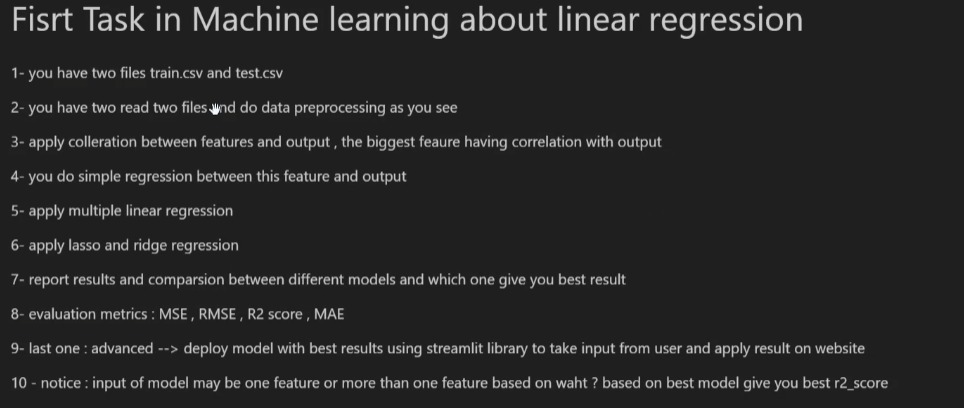 Fisrt Task in Machine learning about linear regression
1- you have two files train.csv and test.csv
2- you have two read two files and do data preprocessing as you see
3- apply colleration between features and output , the biggest feaure having correlation with output
4- you do simple regression between this feature and output
5- apply multiple linear regression
6- apply lasso and ridge regression
7- report results and comparsion between different models and which one give you best result
8- evaluation metrics : MSE , RMSE , R2 score , MAE
9- last one : advanced --> deploy model with best results using streamlit library to take input from user and apply result on website
10 - notice : input of model may be one feature or more than one feature based on waht ? based on best model give you best r2_score